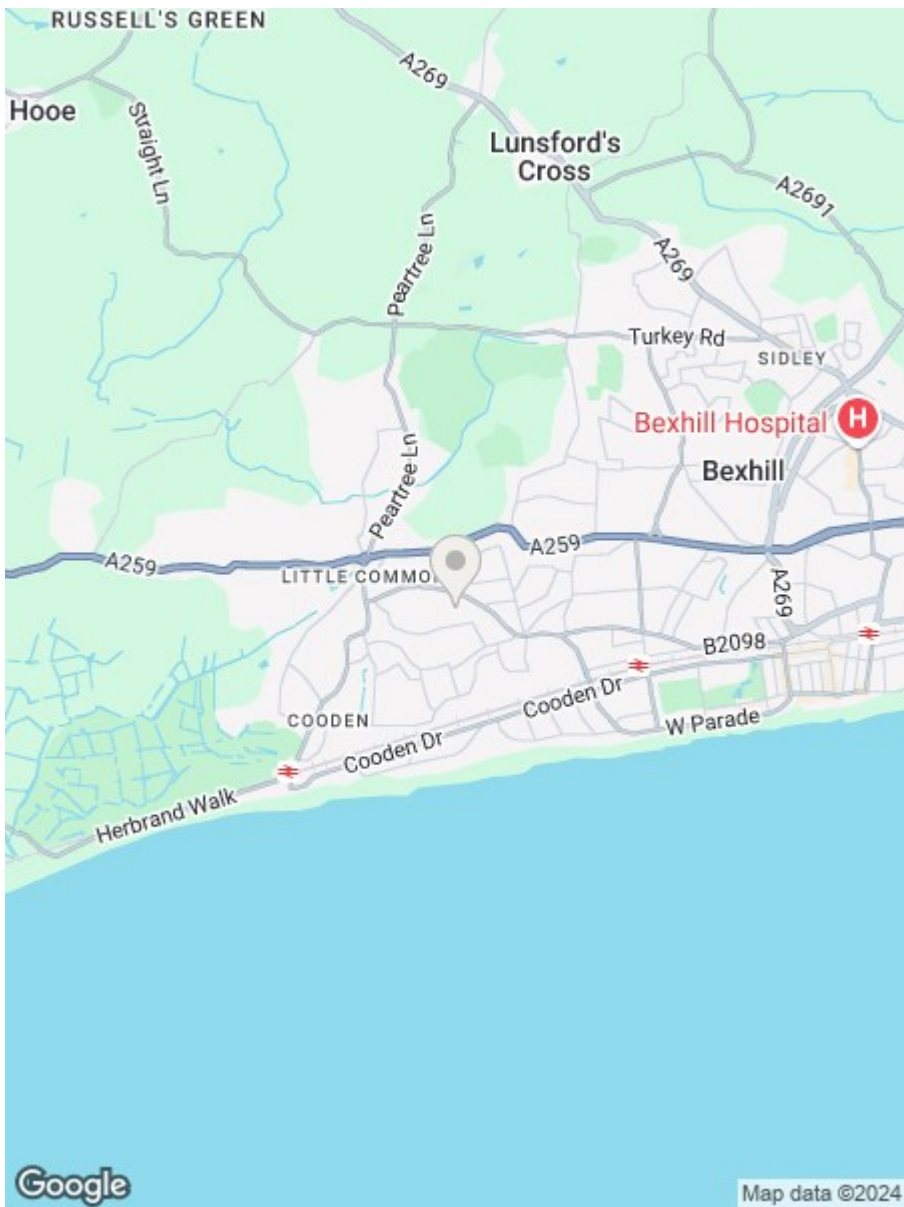 RUSSELL'S GREEN
A269
Hooe
Straight Ln
Lunsford's
Cross
A2691
Peartree Ln
A269
Turkey Rd
SIDLEY
Bexhill Hospital
H
Bexhill
Peartree Ln
A259
A259
LITTLE COMMO
A269
B2098
Cooden Dr
COODEN
W Parade
Cooden Dr
Herbrand Walk
Google
Map data ©2024